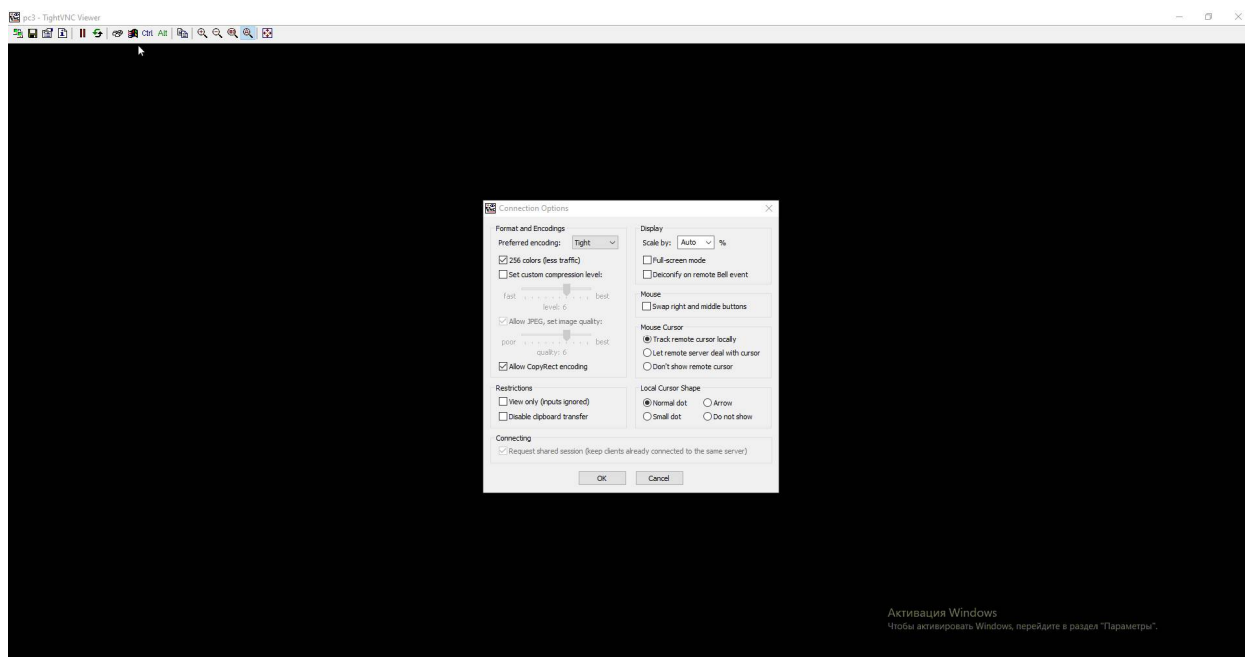 pc3 - TightVNC Viewer
Ctrl Alt
Connection Options
Format and Encodings
Preferred encoding: Tight
256 colors (less traffic)
Set custom compression level:
fast best
level: 6
Allow JPEG, set image quality:
poor best
quality: 6
Allow CopyRect encoding
Restrictions
View only (inputs ignored)
Disable clipboard transfer
Display
Scale by: Auto %
Full-screen mode
Deiconify on remote Bell event
Mouse
Swap right and middle buttons
Mouse Cursor
Track remote cursor locally
Let remote server deal with cursor
Don't show remote cursor
Local Cursor Shape
Normal dot Arrow
Small dot Do not show
Connecting
Request shared session (keep clients already connected to the same server)
OK Cancel
Активация Windows
Чтобы активировать Windows, перейдите в раздел "Параметры".